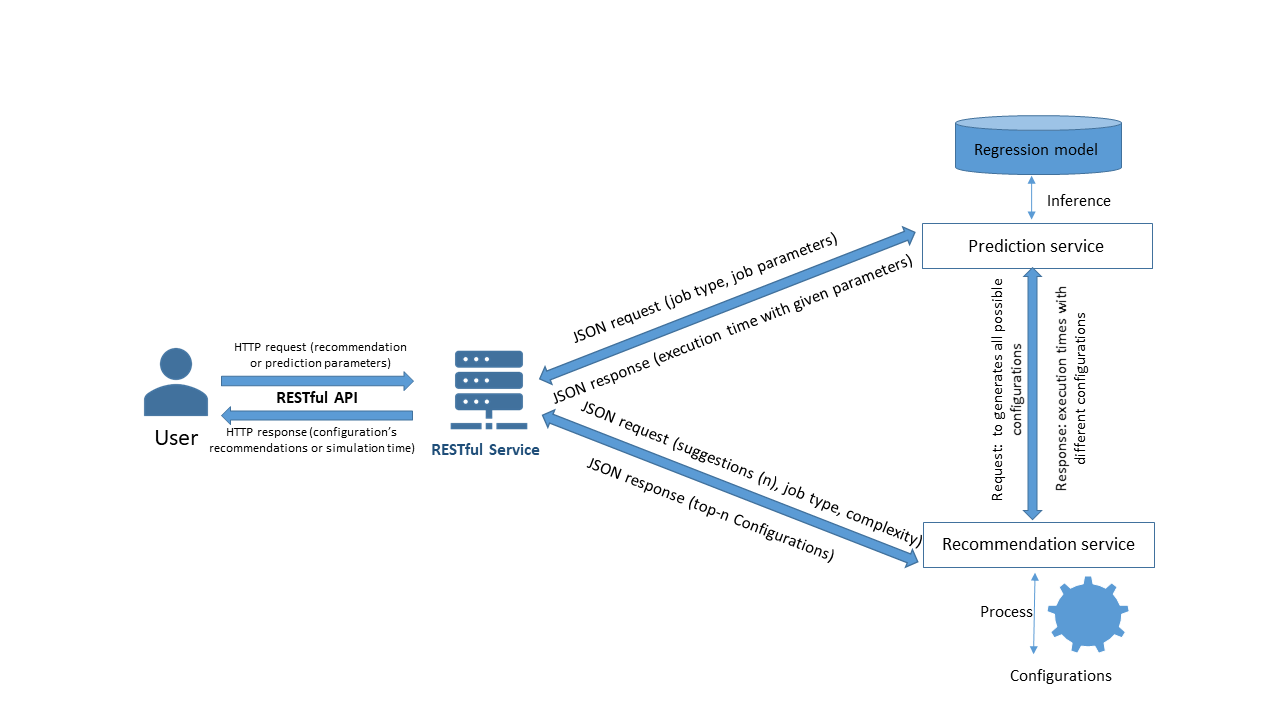 Regression model
Inference
Prediction service
JSON request (job type, job parameters)
JSON response (execution time with given parameters)
HTTP request (recommendation
or prediction parameters)
RESTful API
HTTP response (configuration’s
recommendations or simulation time)
User
RESTful Service
JSON request (suggestions (n), job type, complexity)
JSON response (top-n Configurations)
Request: to generates all possible
configurations
Response: execution times with
different configurations
Recommendation service
Process
Configurations